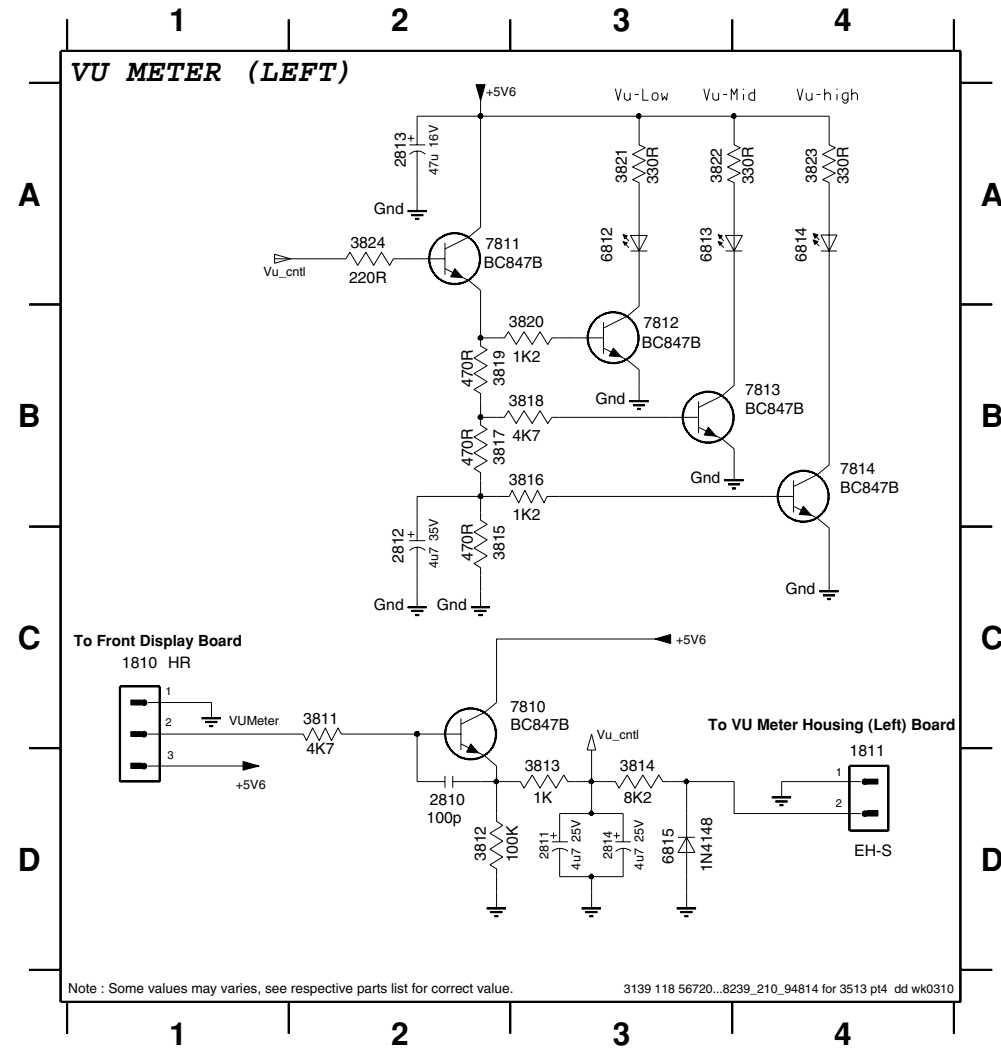 1 2 3 4
VU METER (LEFT)
+5V6
Vu-Low Vu-Mid Vu-high
2813
+
47u 16V
3821
330R
3822
330R
3823
330R
A A
Gnd
3824
220R
Vu_cntl
7811
BC847B
6812
6813
6814
3820
1K2
7812
BC847B
470R
3819
Gnd
7813
BC847B
3818
4K7
B B
470R
3817
Gnd
7814
BC847B
3816
1K2
2812
+
4u7 35V
470R
3815
Gnd
Gnd Gnd
C C
To Front Display Board
1810 HR
+5V6
1
2
3
VUMeter
3811
4K7
7810
BC847B
Vu_cntl
To VU Meter Housing (Left) Board
1811
+5V6
2810
100p
3813
1K
3814
8K2
1
2
EH-S
3812
100K
2811
+
4u7 25V
2814
+
4u7 25V
6815
1N4148
D D
Note : Some values may varies, see respective parts list for correct value.
3139 118 56720...8239_210_94814 for 3513 pt4 dd wk0310
1 2 3 4